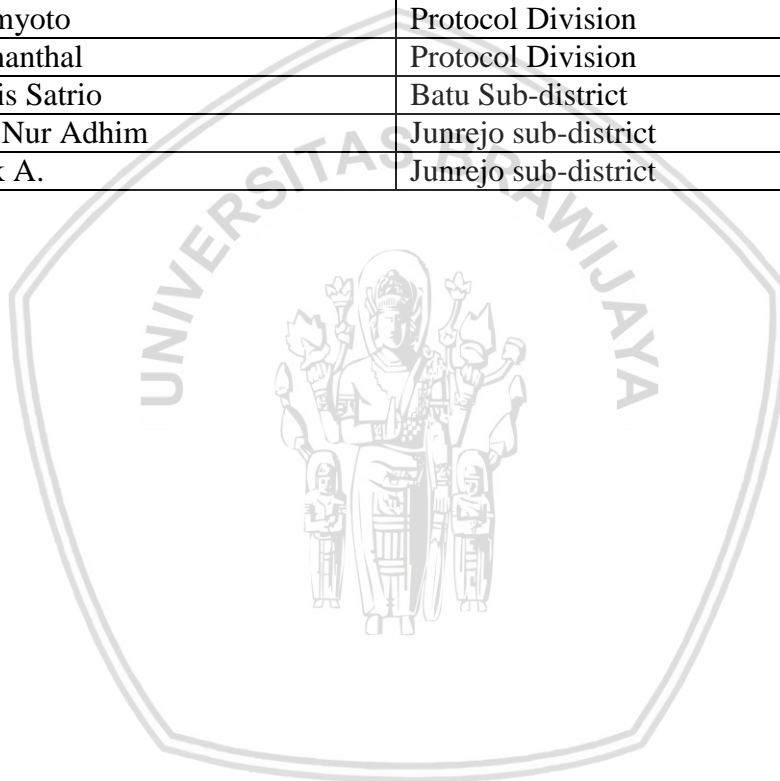 myoto Protocol Division
nanthal Protocol Division
is Satrio Batu Sub-district
Nur Adhim Junrejo sub-district
A. Junrejo sub-district
UNIVERSITAS BRAWIJAYA